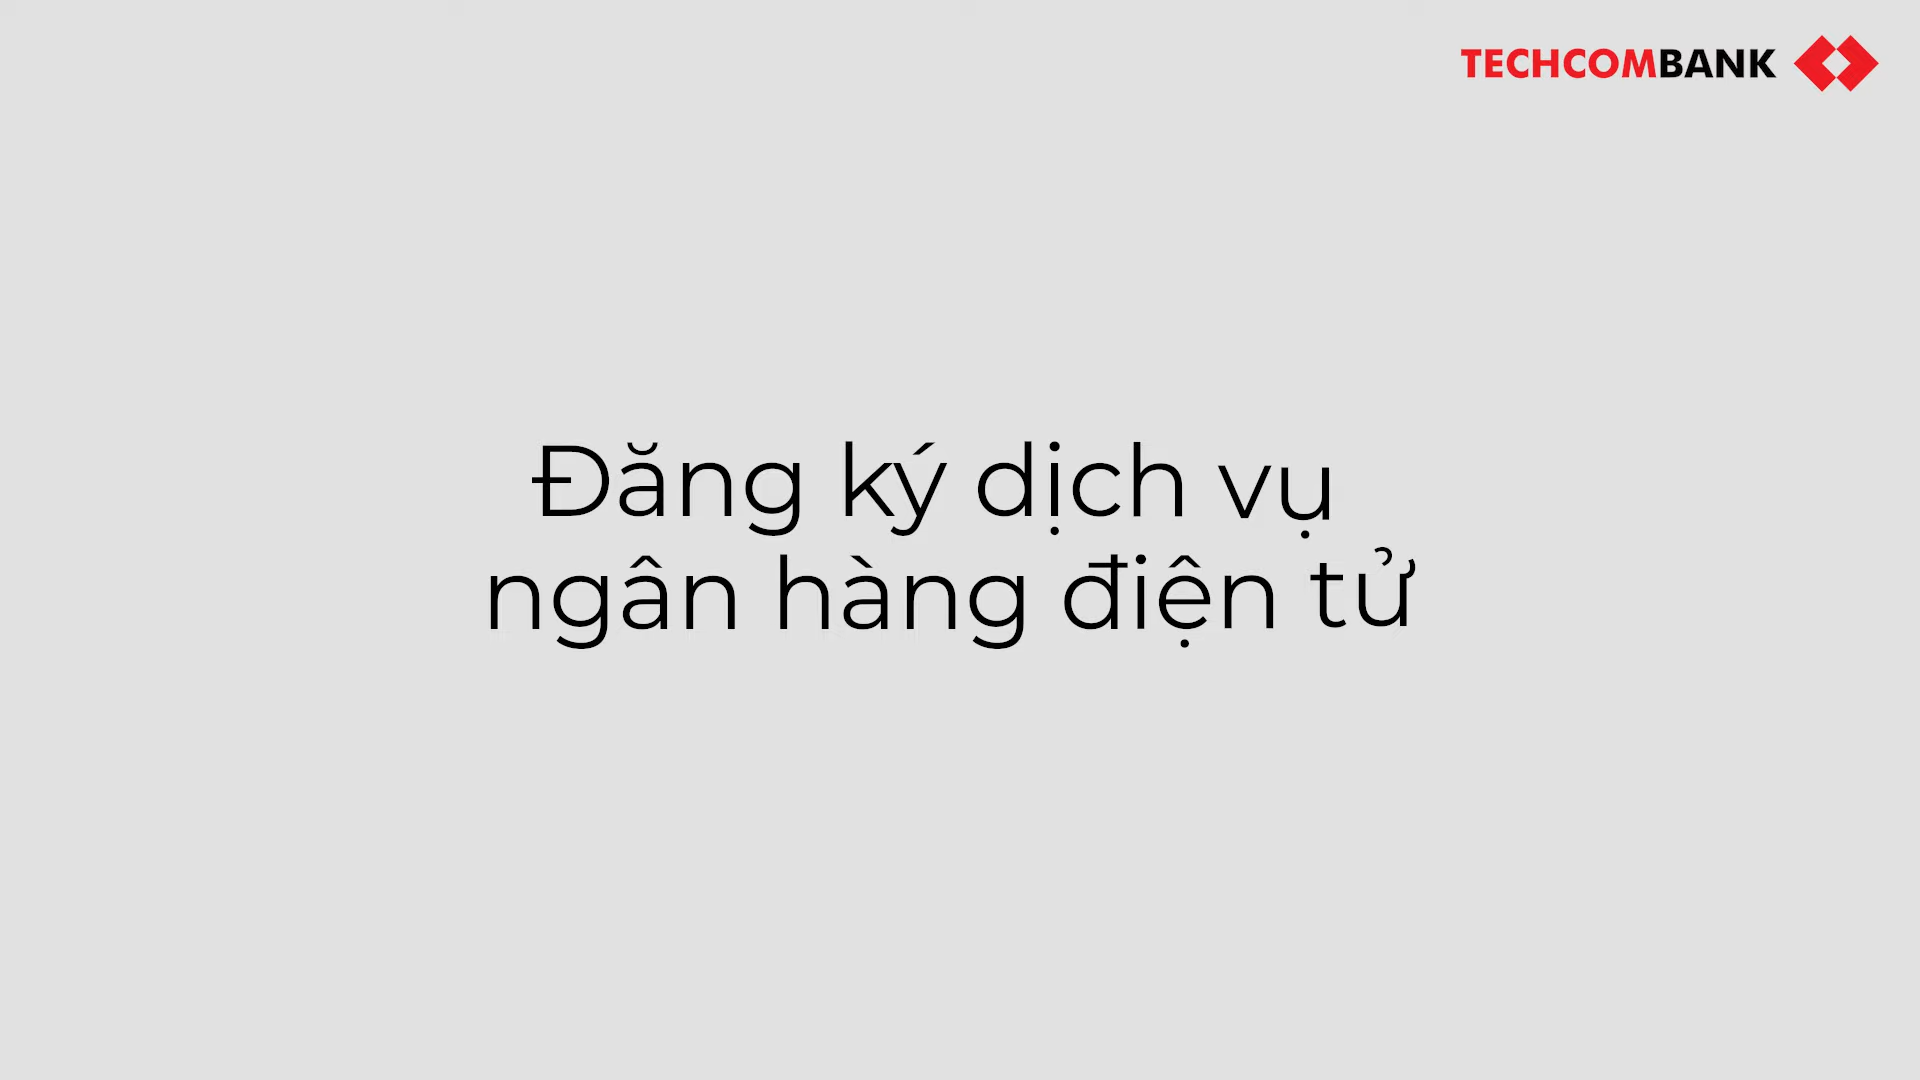 TECHCOMBANK
Đăng ký dịch vụ
ngân hàng điện tử